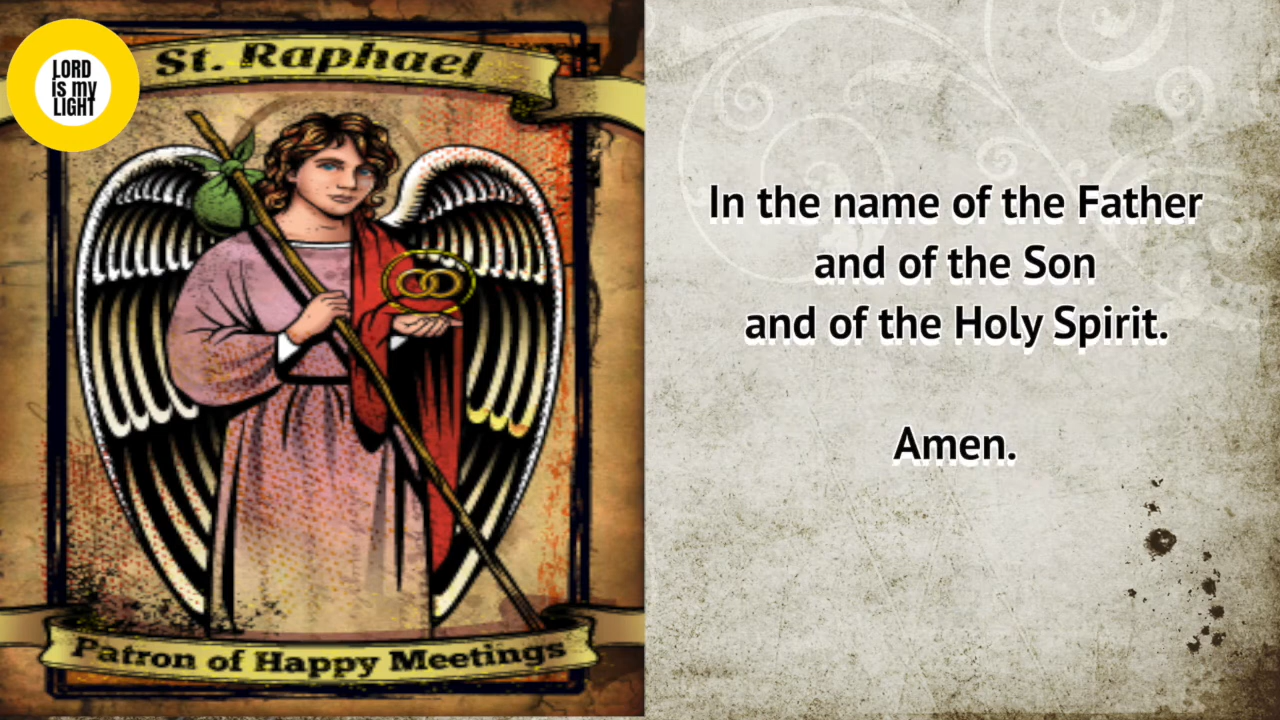 LORD
is my
LIGHT
St. Raphael
Patron of Happy Meetings
In the name of the Father
and of the Son
and of the Holy Spirit.
Amen.